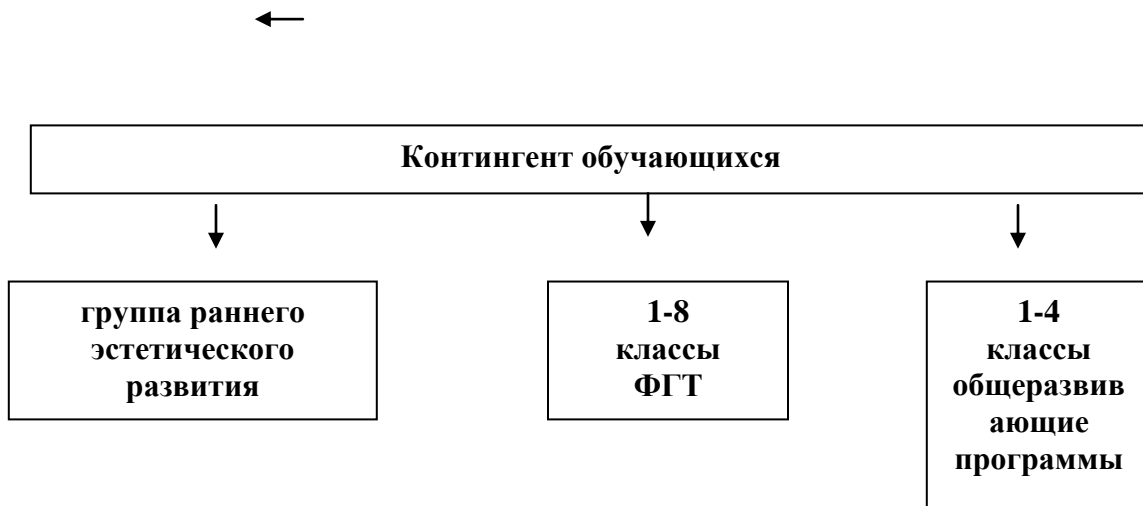 Контингент обучающихся
группа раннего
эстетического
развития
1-8
классы
ФГТ
1-4
классы
общеразвив
ающие
программы